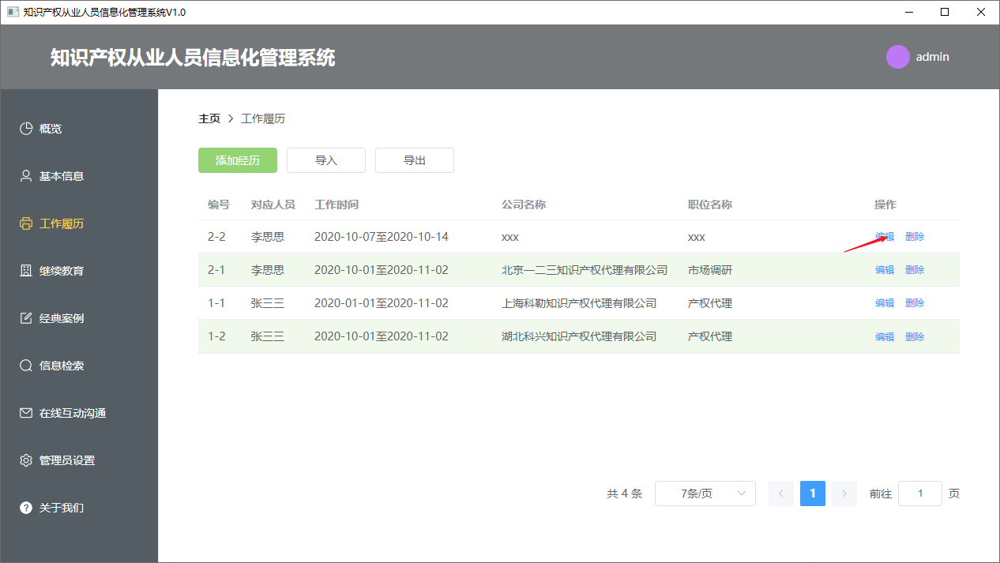 知识产权从业人员信息化管理系统V1.0
知识产权从业人员信息化管理系统
admin
概览
基本信息
工作履历
继续教育
经典案例
信息检索
在线互动沟通
管理员设置
关于我们
主页 > 工作履历
添加经历 导入 导出
编号 对应人员 工作时间 公司名称 职位名称 操作
2-2 李思思 2020-10-07至2020-10-14 xxx xxx 编辑 删除
2-1 李思思 2020-10-01至2020-11-02 北京一二三知识产权代理有限公司 市场调研 编辑 删除
1-1 张三三 2020-01-01至2020-11-02 上海科勒知识产权代理有限公司 产权代理 编辑 删除
1-2 张三三 2020-10-01至2020-11-02 湖北科兴知识产权代理有限公司 产权代理 编辑 删除
共 4 条 7条/页 < 1 > 前往 1 页